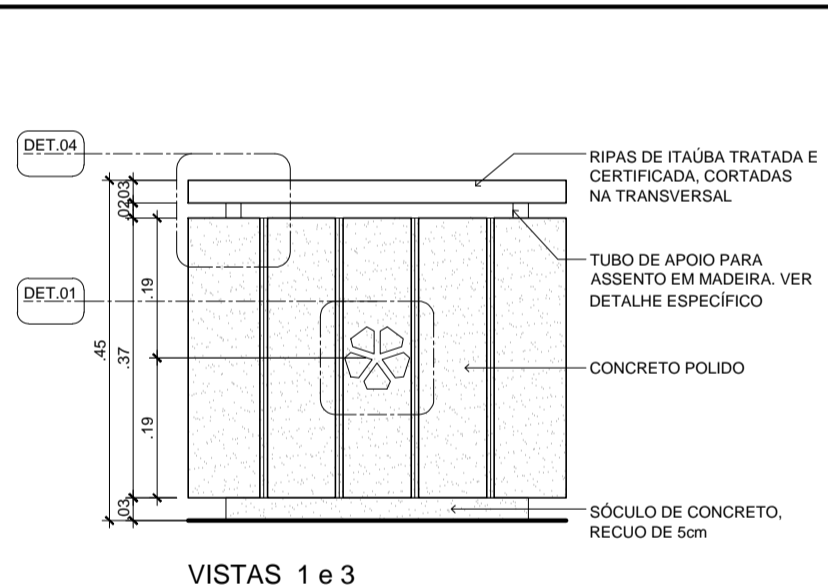 DET.04
RIPAS DE ITAÚBA TRATADA E
CERTIFICADA, CORTADAS
NA TRANSVERSAL
.03
.02
TUBO DE APOIO PARA
ASSENTO EM MADEIRA. VER
DETALHE ESPECÍFICO
DET.01
.19
.45
.37
CONCRETO POLIDO
.19
.03
SÓCULO DE CONCRETO,
RECUO DE 5cm
VISTAS 1 e 3